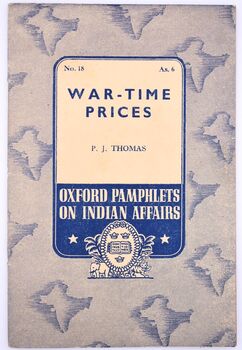 No. 18 As. 6
WAR-TIME
PRICES
P. J. THOMAS
OXFORD PAMPHLETS
ON INDIAN AFFAIRS